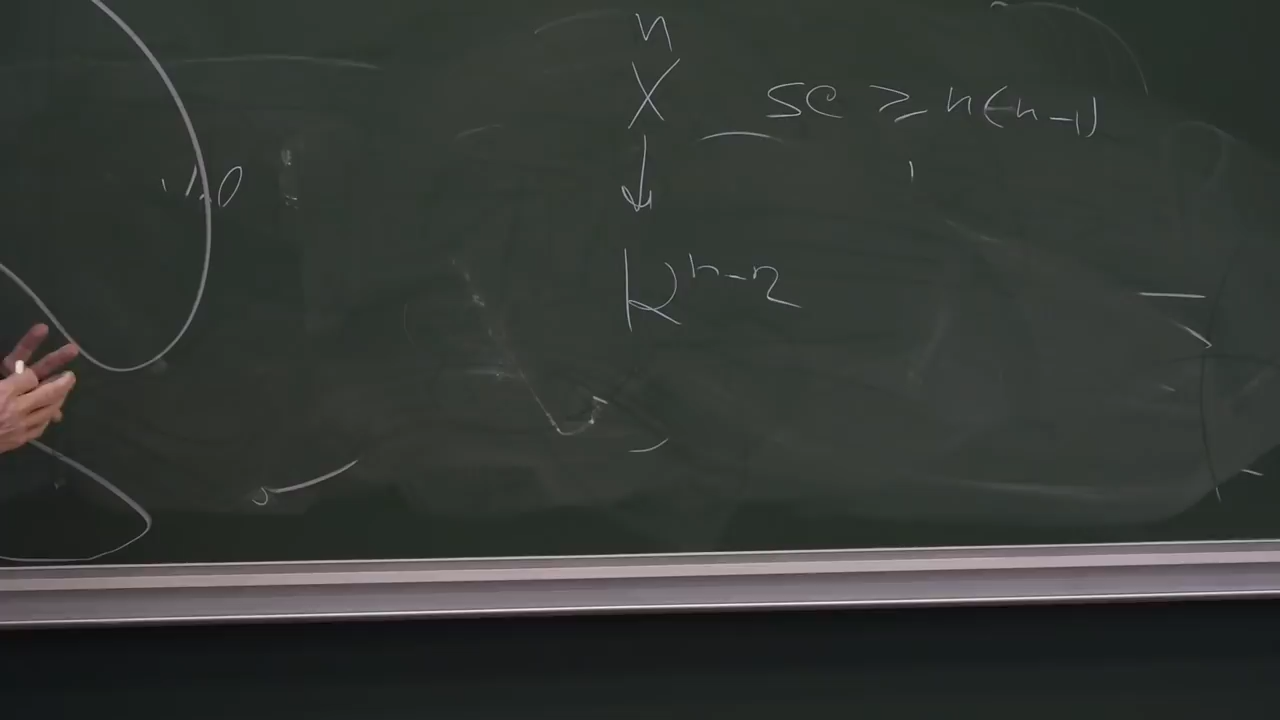 n
X sc ≥ n(n-1)
↓
R^{n-2}